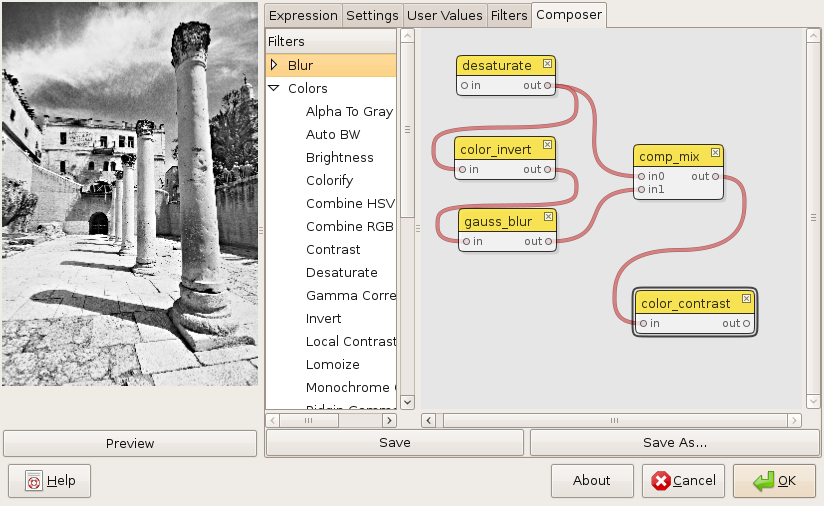 Expression Settings User Values Filters Composer
Filters
Blur
Colors
Alpha To Gray
Auto BW
Brightness
Colorify
Combine HSV
Combine RGB
Contrast
Desaturate
Gamma Corre
Invert
Local Contrast
Lomoize
Monochrome
desaturate
in out
color_invert
in out
gauss_blur
in out
comp_mix
in0 out
in1
color_contrast
in out
Preview
Save
Save As...
Help
About
Cancel
OK